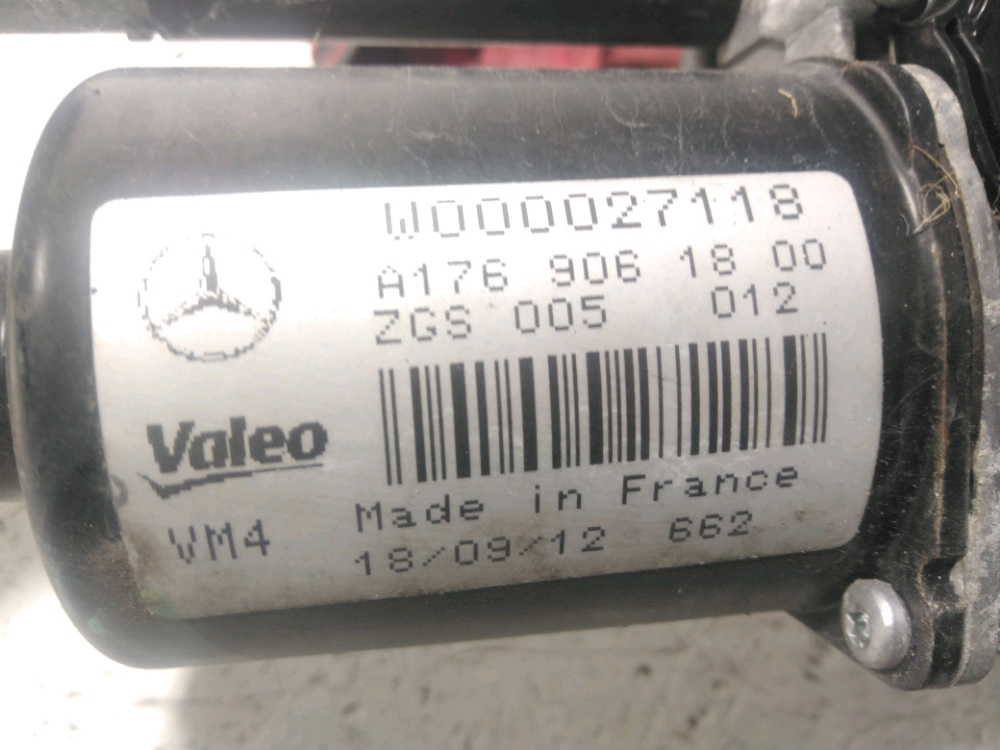 W000027118
A176 906 18 00
ZGS 005 012
Valeo
VM4
Made in France
18/09/12 662